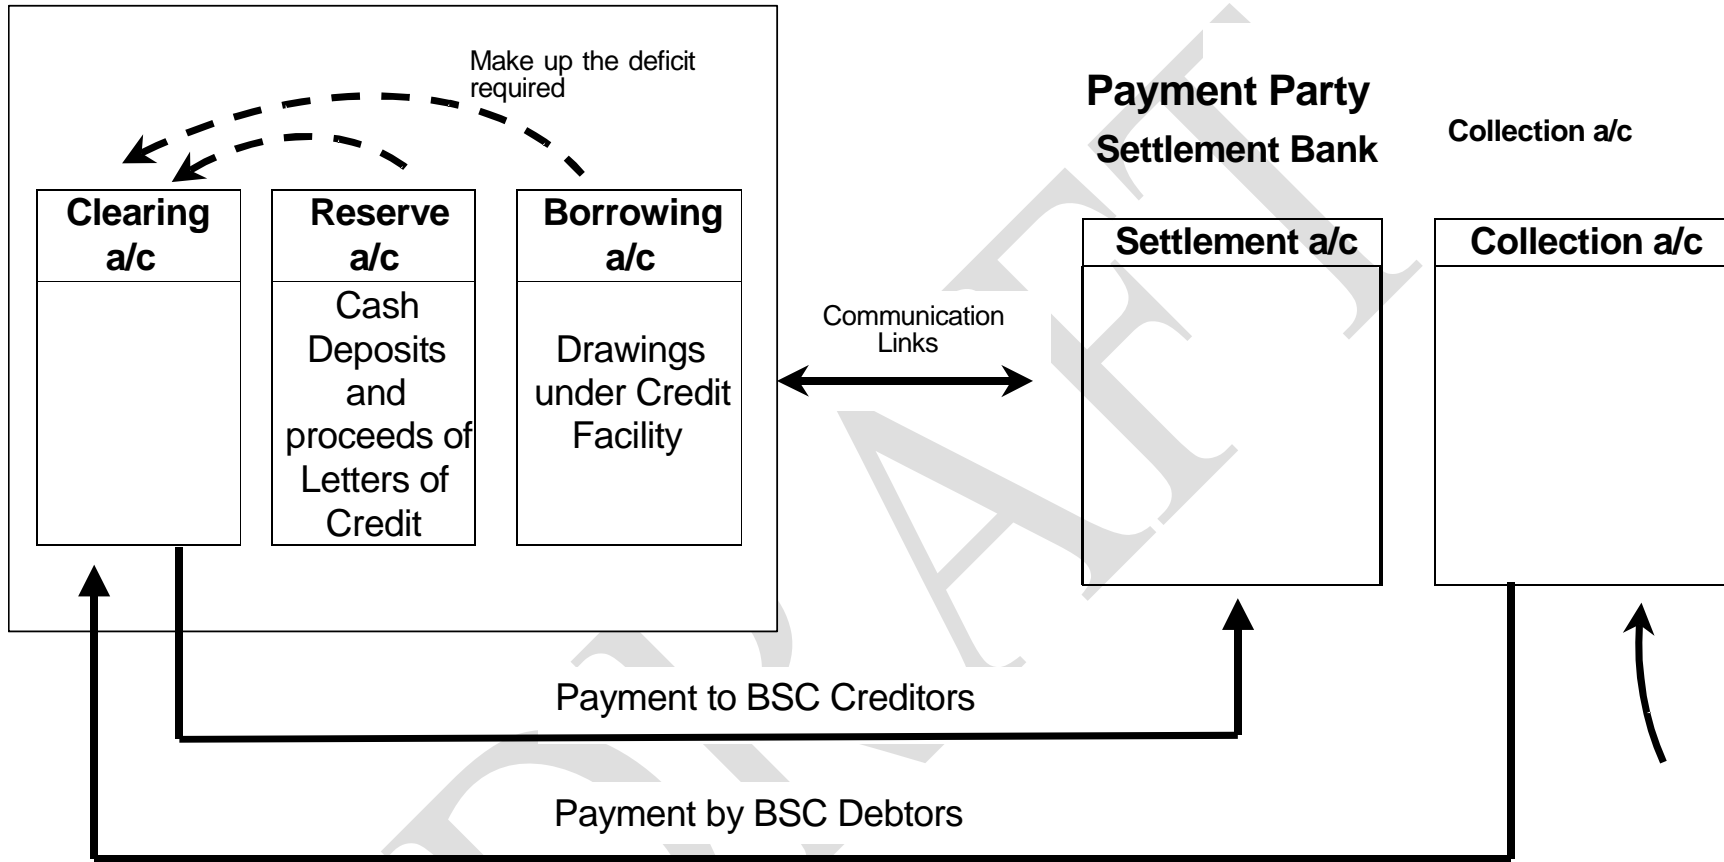 Make up the deficit
required
Payment Party
Settlement Bank
Collection a/c
Clearing
a/c
Reserve
a/c
Borrowing
a/c
Settlement a/c
Collection a/c
Cash
Deposits
and
proceeds of
Letters of
Credit
Drawings
under Credit
Facility
Communication
Links
Payment to BSC Creditors
Payment by BSC Debtors
DRAFT